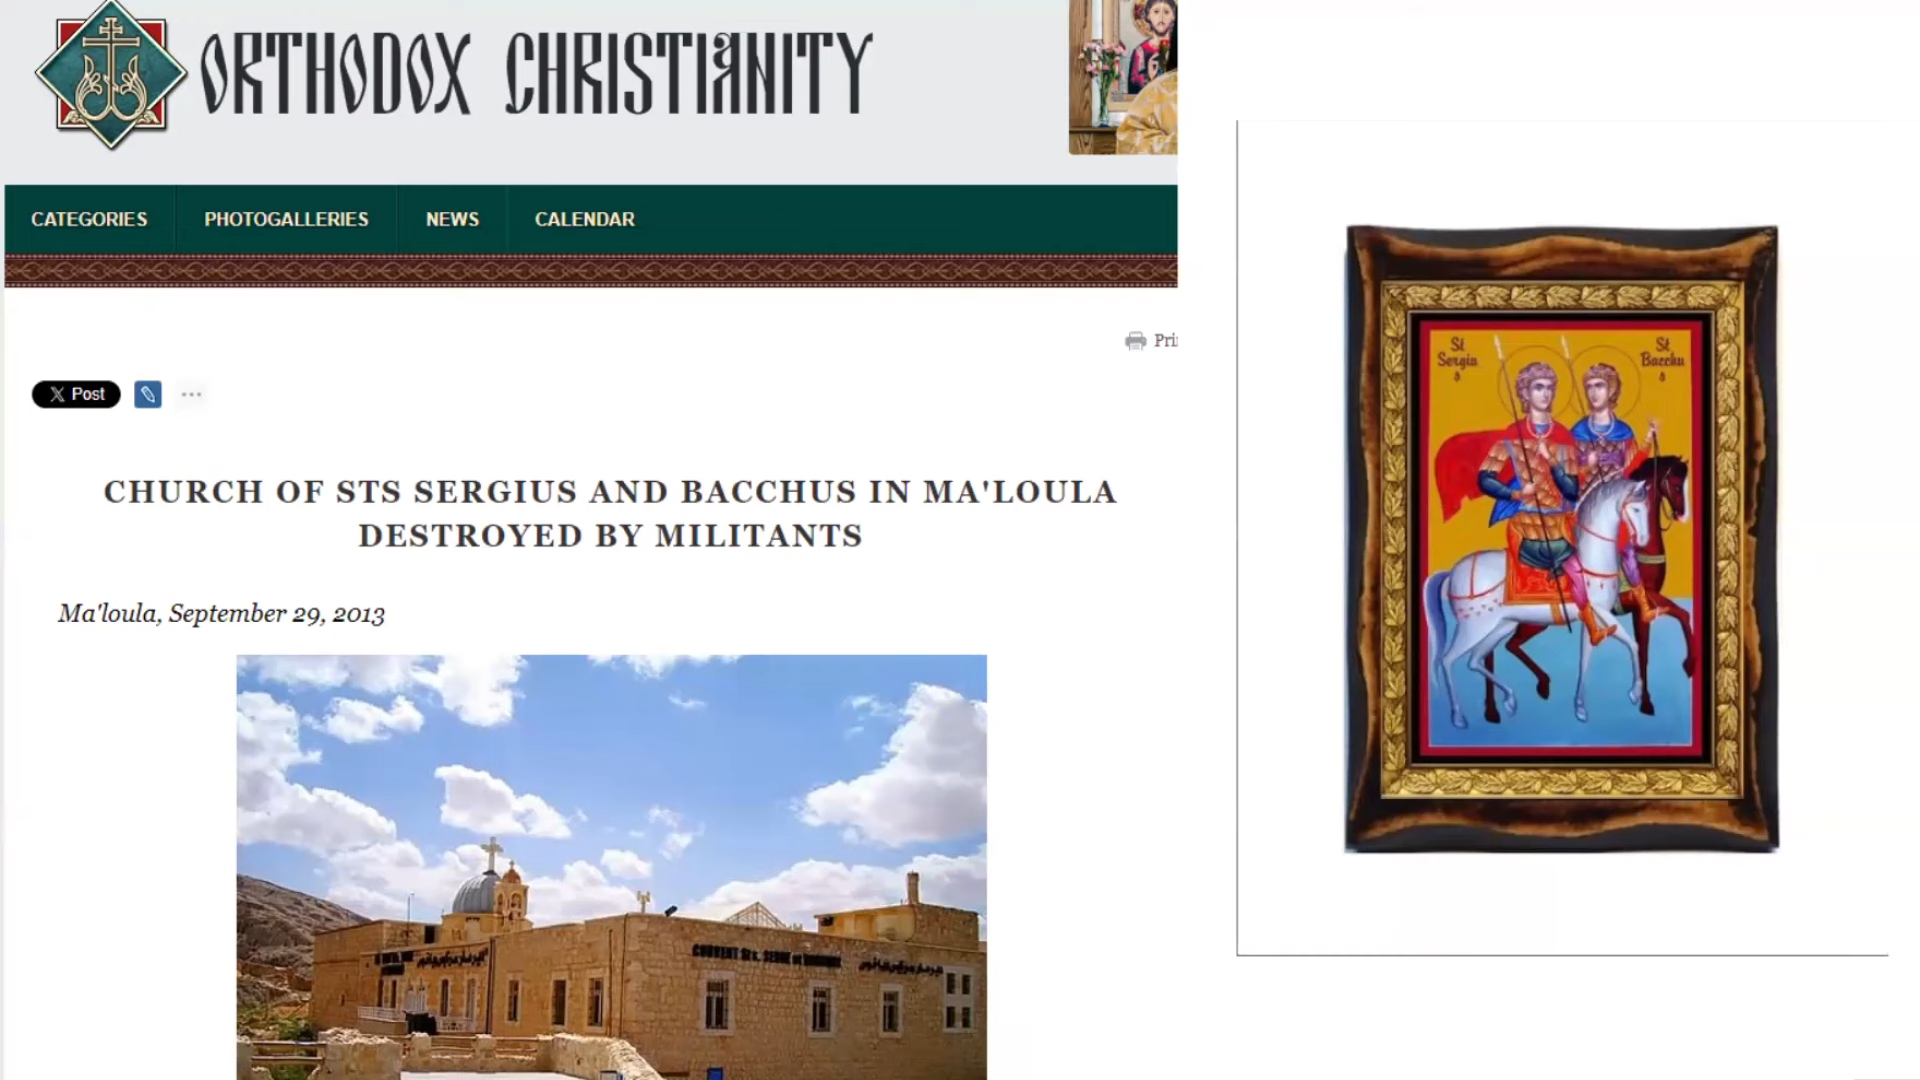 ORTHODOX CHRISTIANITY
CATEGORIES PHOTOGALLERIES NEWS CALENDAR
Post
CHURCH OF STS SERGIUS AND BACCHUS IN MA'LOULA
DESTROYED BY MILITANTS
Ma'loula, September 29, 2013
St
Sergiu
s
St
Bacchu
s